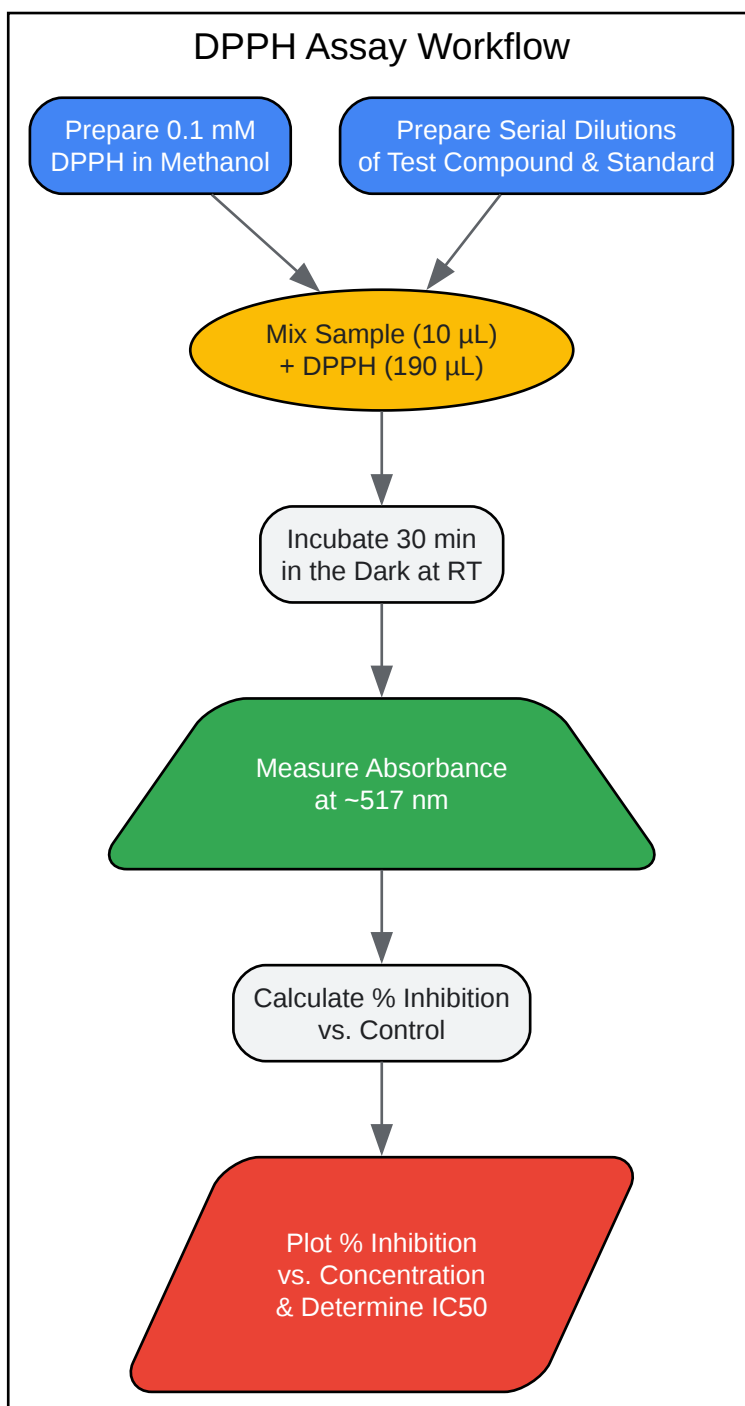 DPPH Assay Workflow
Prepare 0.1 mM
DPPH in Methanol
Prepare Serial Dilutions
of Test Compound & Standard
Mix Sample (10 µL)
+ DPPH (190 µL)
Incubate 30 min
in the Dark at RT
Measure Absorbance
at ~517 nm
Calculate % Inhibition
vs. Control
Plot % Inhibition
vs. Concentration
& Determine IC50